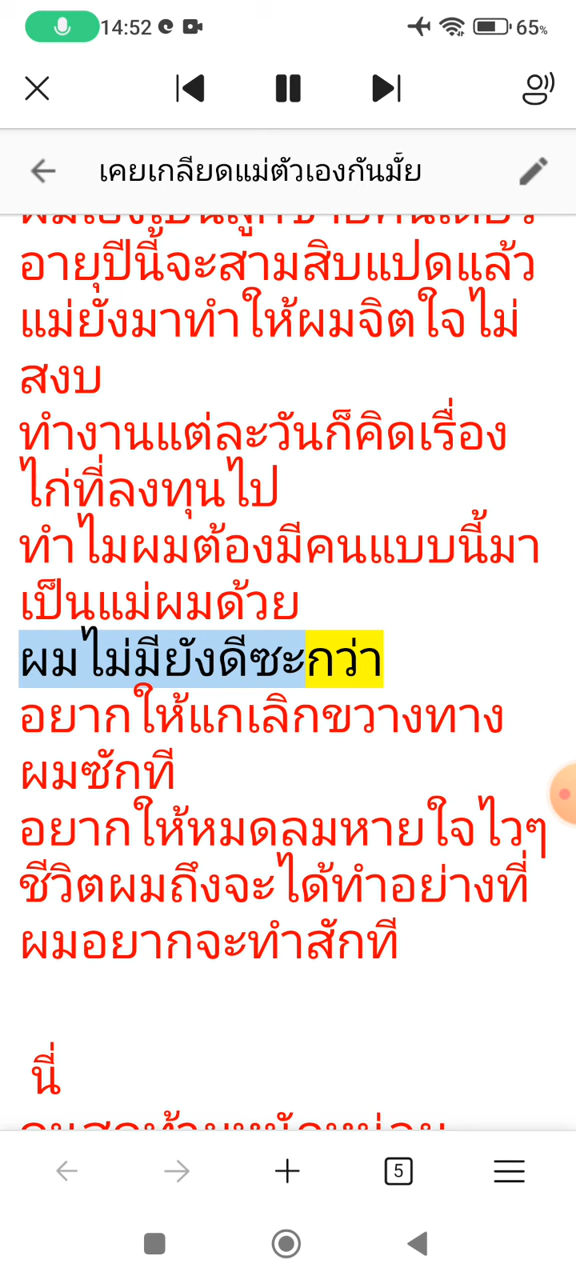 14:52
65%
เคยเกลียดแม่ตัวเองกันมั้ย
อายุปีนี้จะสามสิบแปดแล้ว
แม่ยังมาทำให้ผมจิตใจไม่
สงบ
ทำงานแต่ละวันก็คิดเรื่อง
ไก่ที่ลงทุนไป
ทำไมผมต้องมีคนแบบนี้มา
เป็นแม่ผมด้วย
ผมไม่มียังดีซะกว่า
อยากให้แกเลิกขวางทาง
ผมซักที
อยากให้หมดลมหายใจไวๆ
ชีวิตผมถึงจะได้ทำอย่างที่
ผมอยากจะทำสักที
นี่
5